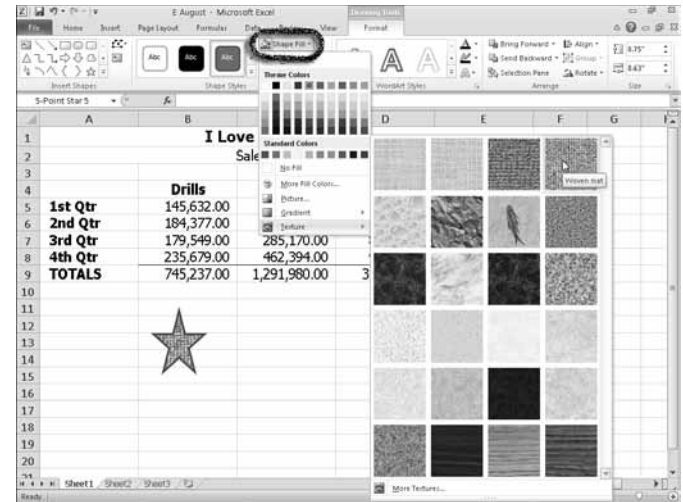 E August - Microsoft Excel
Drawing Tools
File Home Insert Page Layout Formulas Data Review View Format
Shape Fill
Abc Abc Abc
Bring Forward Align
Send Backward Group
Selection Pane Rotate
0.75"
0.63"
Insert Shapes Shape Styles WordArt Styles Arrange Size
5-Point Star 5 fx
Theme Colors
Standard Colors
No Fill
More Fill Colors...
Picture...
Gradient
Texture
A B D E F G
1 I Love
2 Sale
3
4 Drills
5 1st Qtr 145,632.00
6 2nd Qtr 184,377.00
7 3rd Qtr 179,549.00 285,170.00
8 4th Qtr 235,679.00 462,394.00
9 TOTALS 745,237.00 1,291,980.00 3
10
11
12
13
14
15
16
17
18
19
20
21
Woven mat
More Textures...
Sheet1 Sheet2 Sheet3
Ready